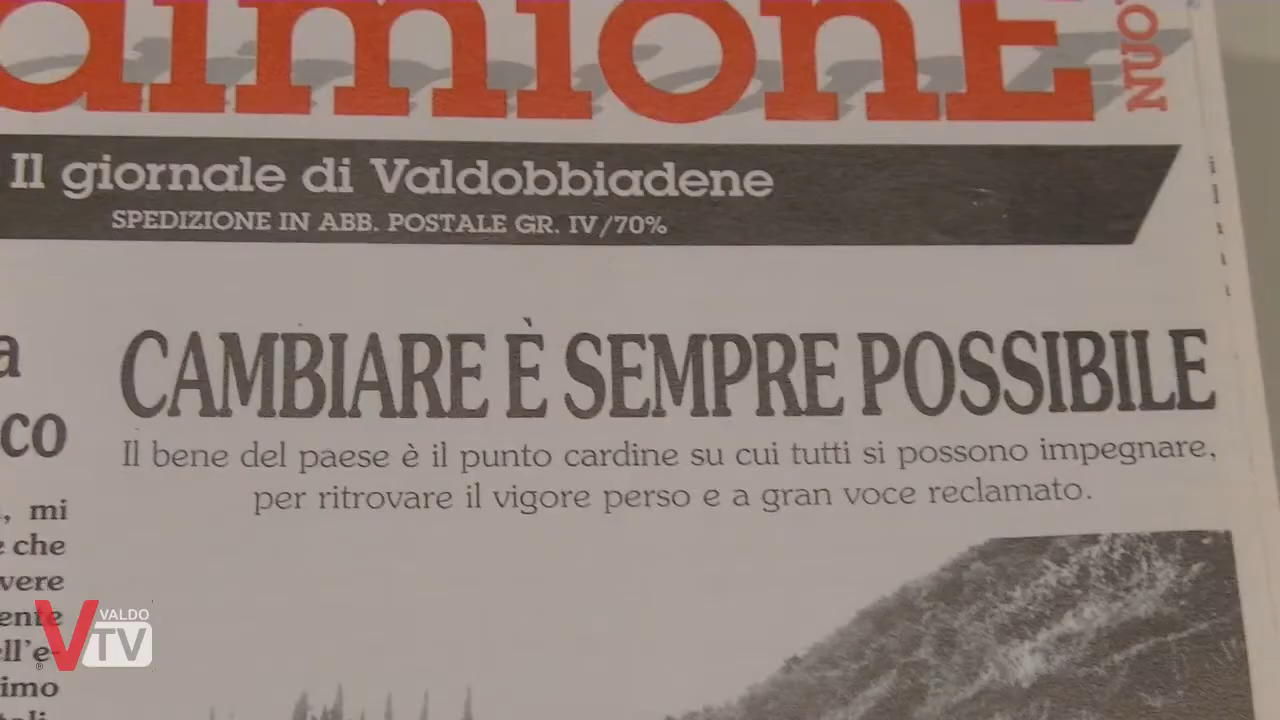 Il giornale di Valdobbiadene
SPEDIZIONE IN ABB. POSTALE GR. IV/70%
CAMBIARE È SEMPRE POSSIBILE
Il bene del paese è il punto cardine su cui tutti si possono impegnare,
per ritrovare il vigore perso e a gran voce reclamato.
co
mi
che
VALDO
TV